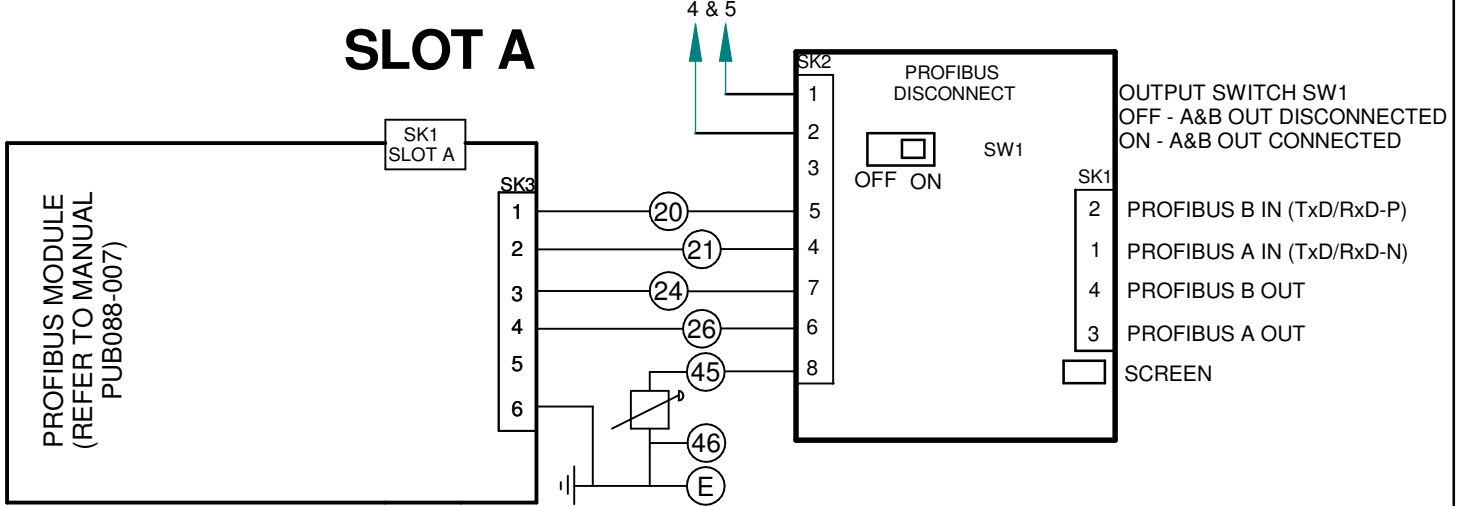 4 & 5
SLOT A
SK1
SLOT A
PROFIBUS MODULE
(REFER TO MANUAL
PUB088-007)
SK3
1
2
3
4
5
6
20
21
24
26
45
46
E
SK2
1
2
3
5
4
7
6
8
PROFIBUS
DISCONNECT
SW1
OFF ON
OUTPUT SWITCH SW1
OFF - A&B OUT DISCONNECTED
ON - A&B OUT CONNECTED
SK1
2 PROFIBUS B IN (TxD/RxD-P)
1 PROFIBUS A IN (TxD/RxD-N)
4 PROFIBUS B OUT
3 PROFIBUS A OUT
SCREEN